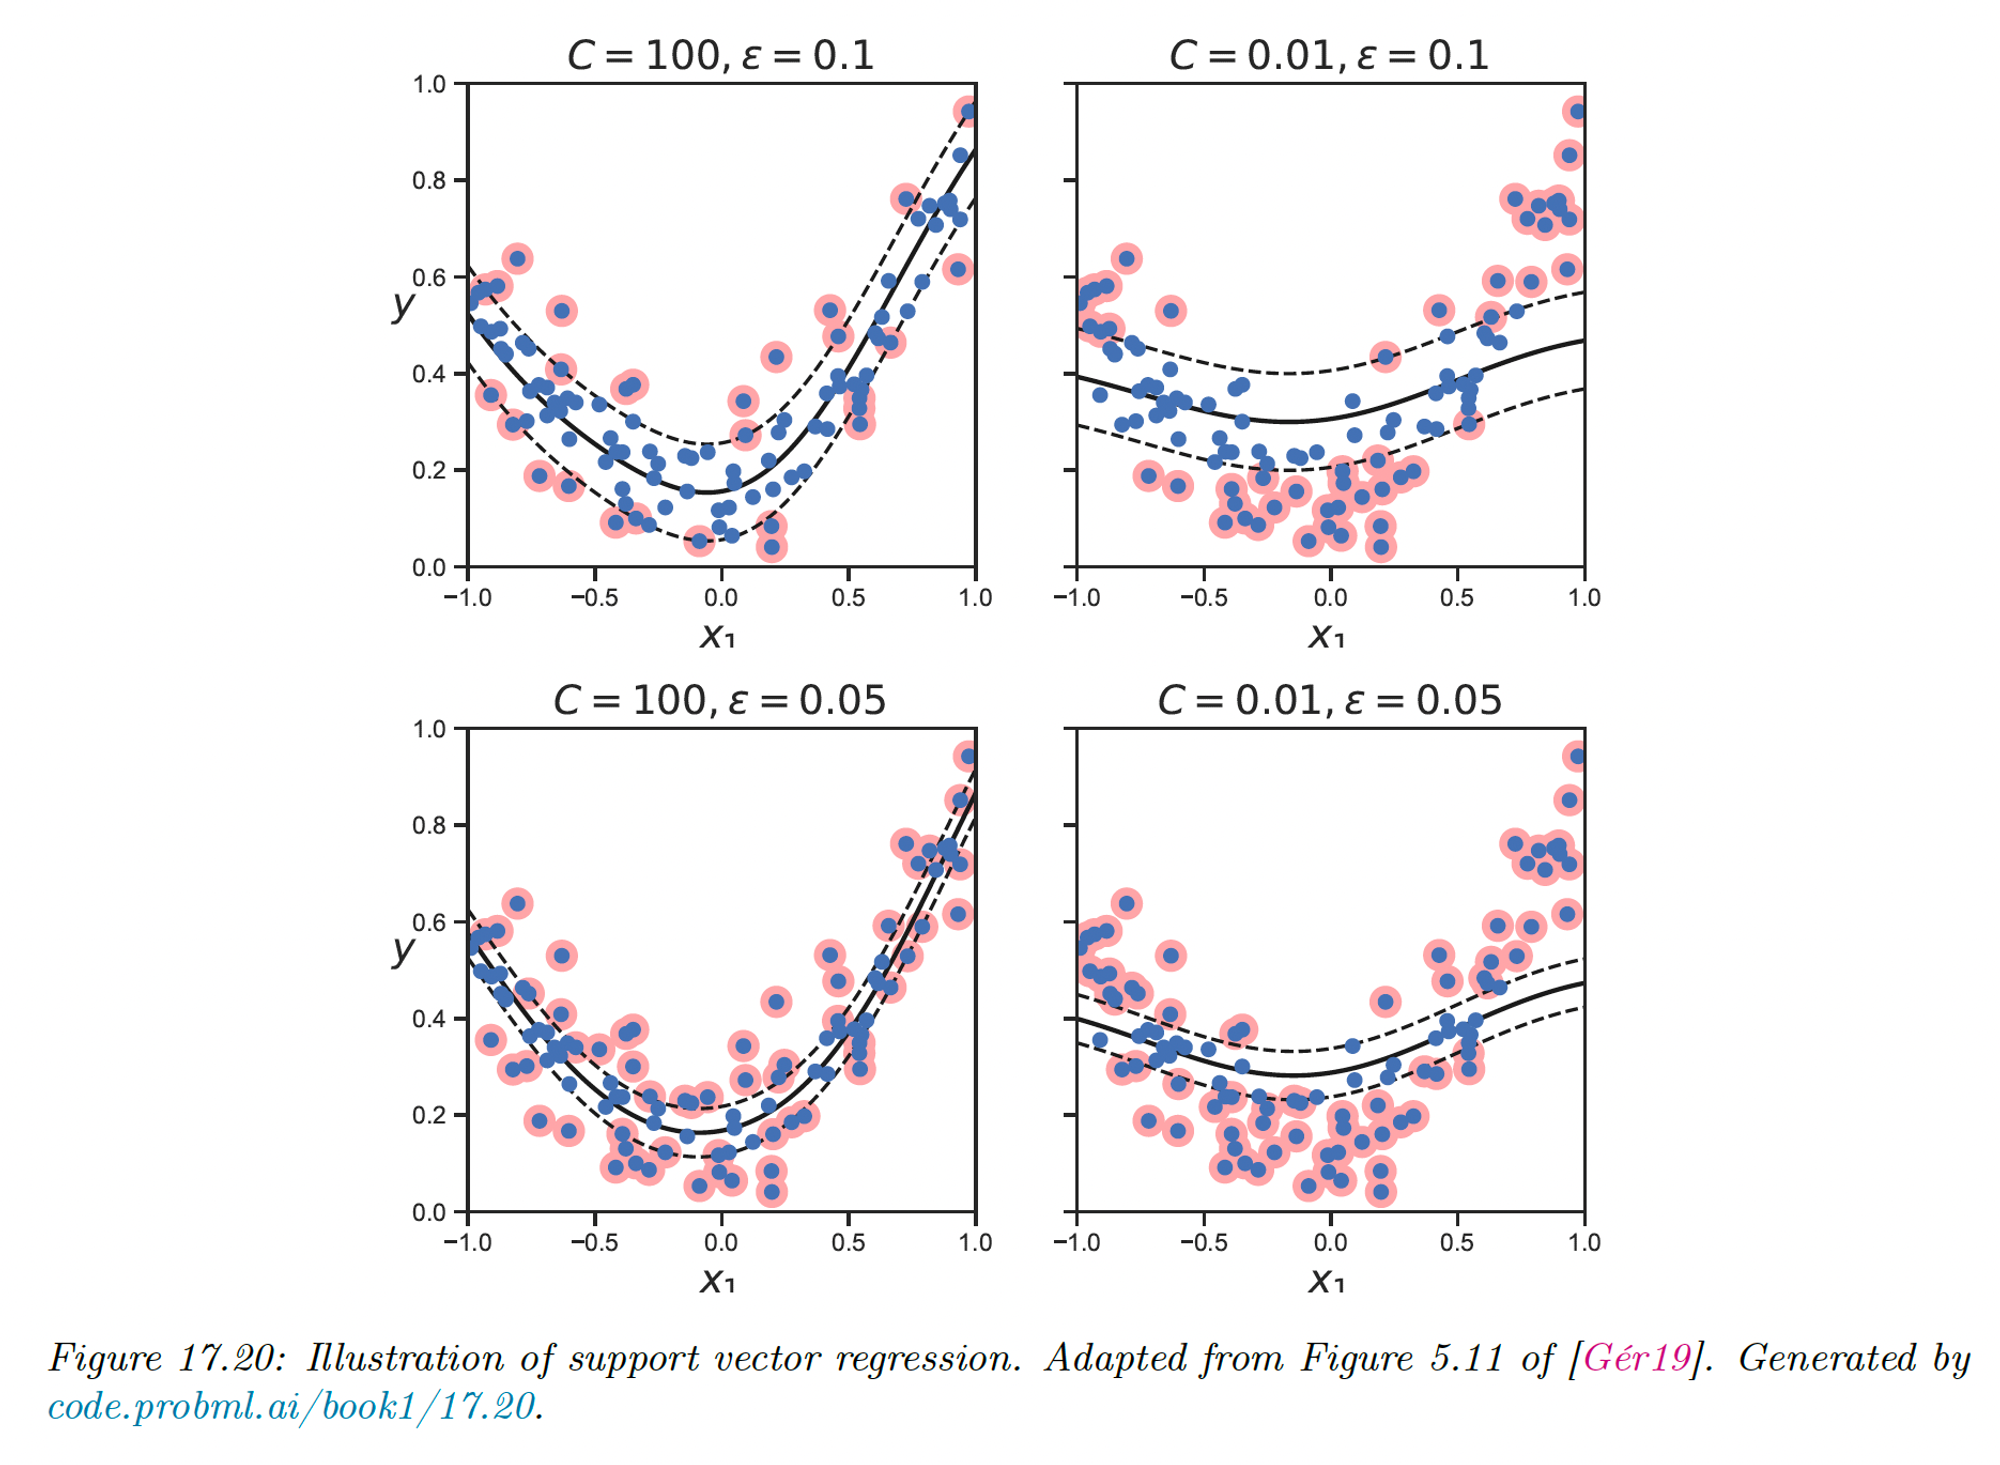 C = 100, ε = 0.1
C = 0.01, ε = 0.1
1.0
0.8
0.6
y
0.4
0.2
0.0
−1.0 −0.5 0.0 0.5 1.0
−1.0 −0.5 0.0 0.5 1.0
x₁
x₁
C = 100, ε = 0.05
C = 0.01, ε = 0.05
1.0
0.8
0.6
y
0.4
0.2
0.0
−1.0 −0.5 0.0 0.5 1.0
−1.0 −0.5 0.0 0.5 1.0
x₁
x₁
Figure 17.20: Illustration of support vector regression. Adapted from Figure 5.11 of [Gér19]. Generated by
code.probml.ai/book1/17.20.